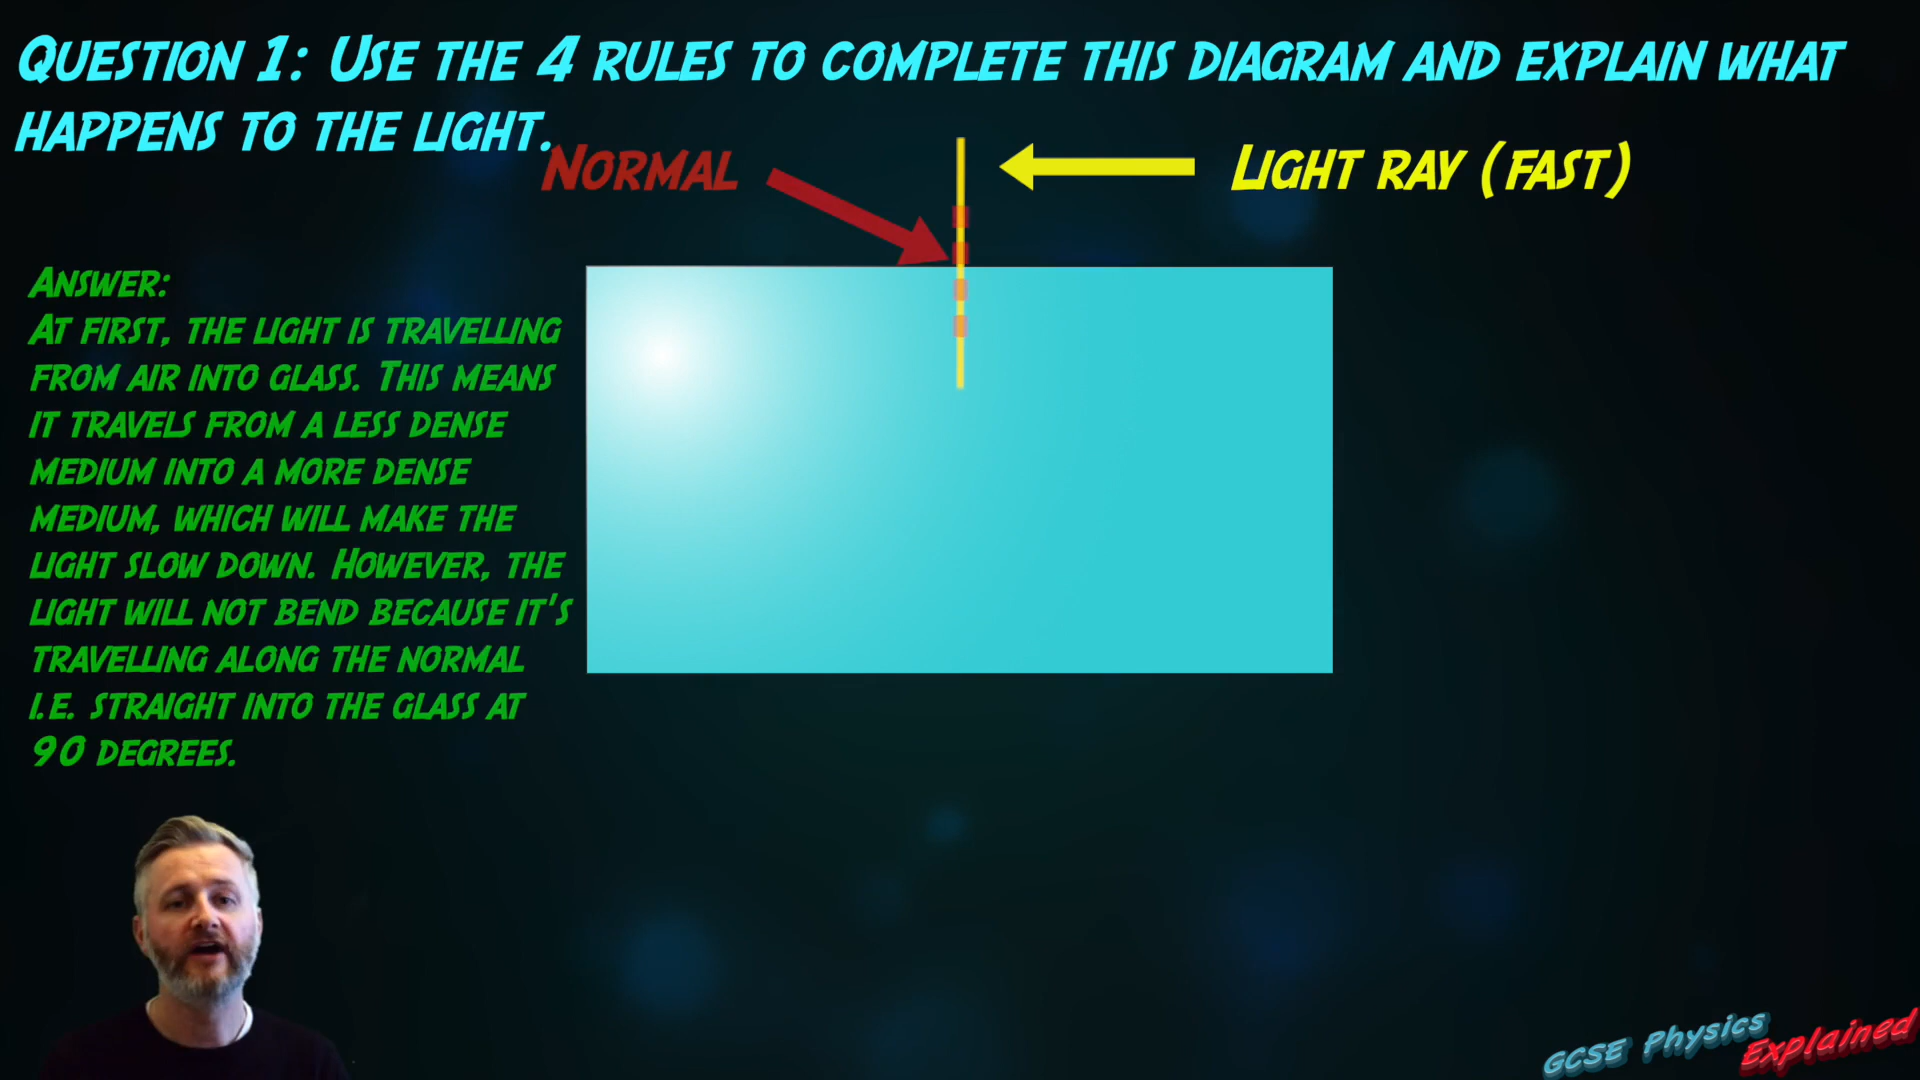 Question 1: Use the 4 rules to complete this diagram and explain what
happens to the light.
Normal
Light ray (fast)
Answer:
At first, the light is travelling
from air into glass. This means
it travels from a less dense
medium into a more dense
medium, which will make the
light slow down. However, the
light will not bend because it's
travelling along the normal
i.e. straight into the glass at
90 degrees.
GCSE Physics
Explained